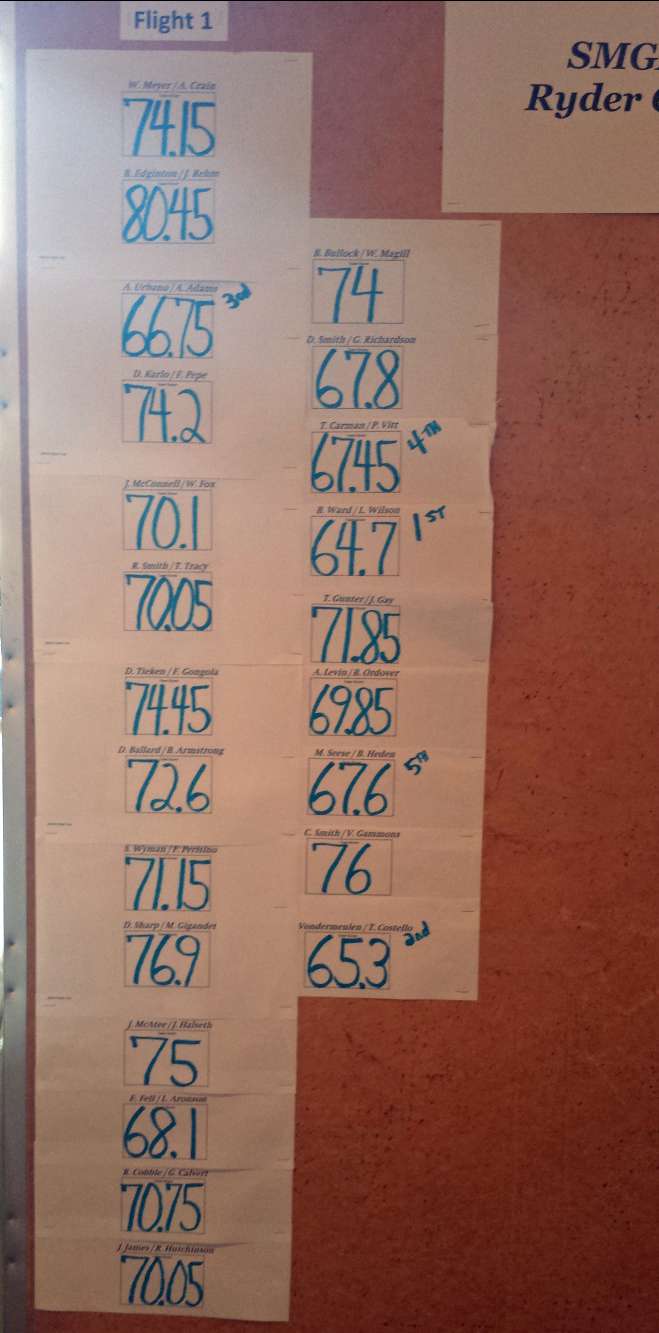 Flight 1
SMG
Ryder
W. Meyer / A. Crain
74.15
R. Edginton / J. Rehm
80.45
A. Urbano / A. Adams
66.75 3rd
D. Karlo / F. Pepe
74.2
J. McConnell / W. Fox
70.1
R. Smith / T. Tracy
70.05
D. Tieken / F. Gongola
74.45
D. Ballard / B. Armstrong
72.6
S. Wyman / F.
71.15
D. Sharp / M. Gigandet
76.9
J. McAtee / J. Halseth
75
E. Fell / L. Aronson
68.1
R. Cobble / G. Calvert
70.75
J. James / R. Hutchinson
70.05
B. Bullock / W. Magill
74
D. Smith / G. Richardson
67.8
T. Carman / P. Vitt
67.45 4TH
B. Ward / L. Wilson
64.7 1ST
T. Gunter / J. Gay
71.85
A. Levin / B. Ordover
69.85
M. Seese / B. Heden
67.6 5th
C. Smith / V. Gammons
76
Vondermeulen / T. Costello
65.3 2nd